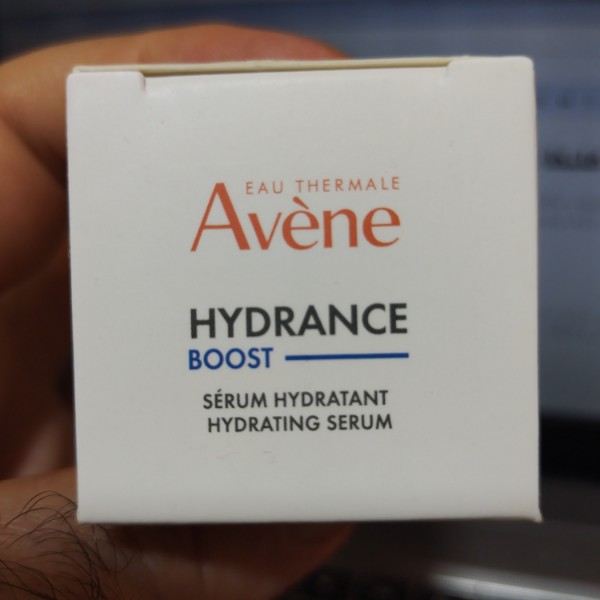 EAU THERMALE
Avène
HYDRANCE
BOOST
SÉRUM HYDRATANT
HYDRATING SERUM